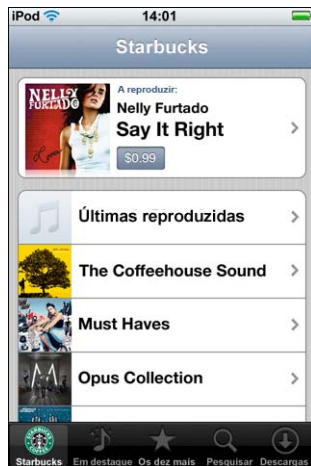 iPod 14:01
Starbucks
NELLY
FURTADO
Loose
A reproduzir:
Nelly Furtado
Say It Right
$0.99
Últimas reproduzidas
The Coffeehouse Sound
Must Haves
Opus Collection
Starbucks Em destaque Os dez mais Pesquisar Descargas